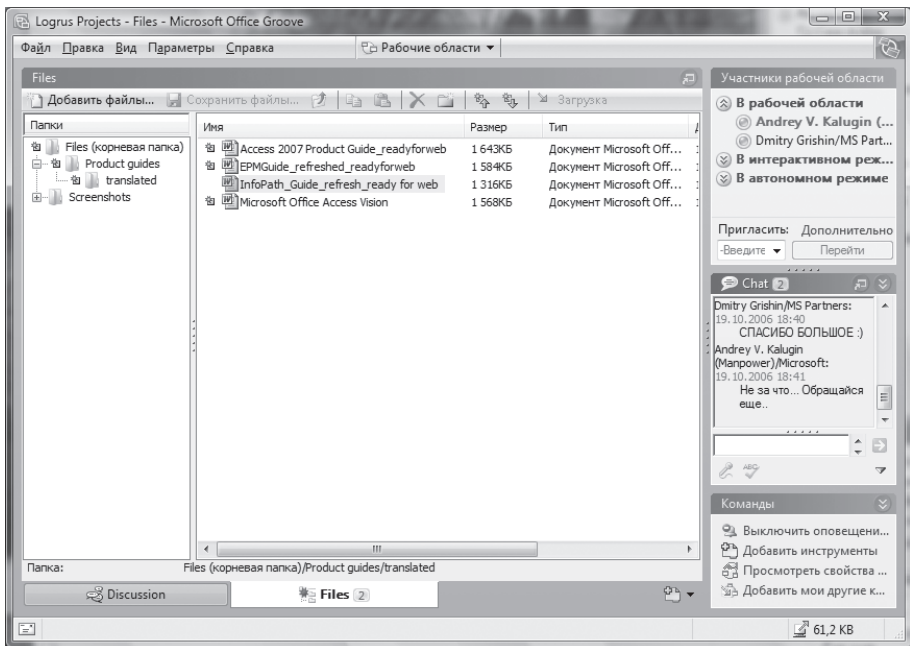 Logrus Projects - Files - Microsoft Office Groove
Файл Правка Вид Параметры Справка Рабочие области
Files
Добавить файлы... Сохранить файлы... Загрузка
Папки
Files (корневая папка)
Product guides
translated
Screenshots
Имя Размер Тип
Access 2007 Product Guide_readyforweb 1 643КБ Документ Microsoft Off...
EPMGuide_refreshed_readyforweb 1 584КБ Документ Microsoft Off...
InfoPath_Guide_refresh_ready for web 1 316КБ Документ Microsoft Off...
Microsoft Office Access Vision 1 568КБ Документ Microsoft Off...
Папка: Files (корневая папка)/Product guides/translated
Discussion Files 2
Участники рабочей области
В рабочей области
Andrey V. Kalugin (...
Dmitry Grishin/MS Part...
В интерактивном реж...
В автономном режиме
Пригласить: Дополнительно
-Введите Перейти
Chat 2
Dmitry Grishin/MS Partners:
19.10.2006 18:40
СПАСИБО БОЛЬШОЕ :)
Andrey V. Kalugin
(Manpower)/Microsoft:
19.10.2006 18:41
Не за что... Обращайся
еще..
ABC
Команды
Выключить оповещени...
Добавить инструменты
Просмотреть свойства ...
Добавить мои другие к...
61,2 KB